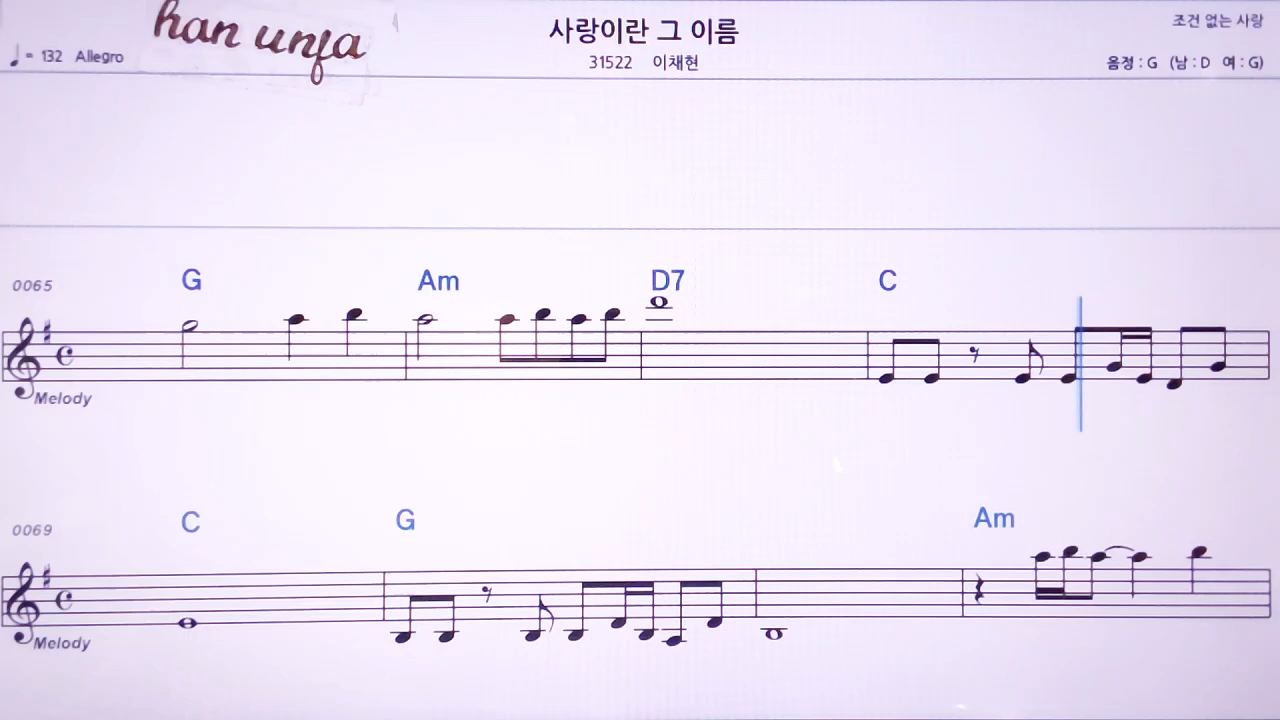 han unja
사랑이란 그 이름
조건 없는 사랑
♩ = 132 Allegro
31522 이재현
음정 : G (남 : D 여 : G)
G Am D7 C
0065
Melody
C G Am
0069
Melody